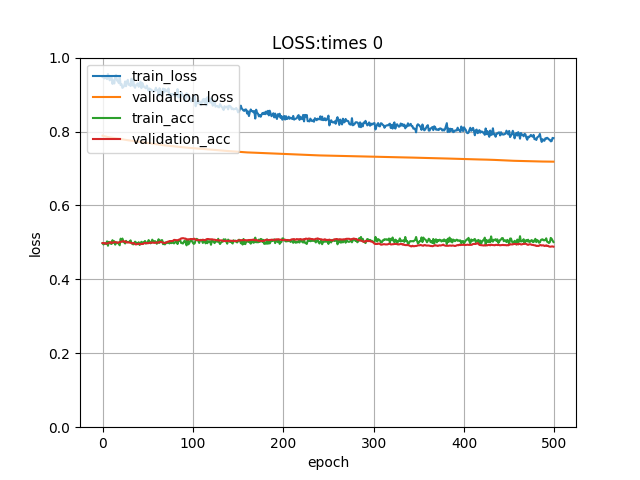 LOSS:times 0
train_loss
validation_loss
train_acc
validation_acc
1.0
0.8
0.6
0.4
0.2
0.0
loss
0
100
200
300
400
500
epoch